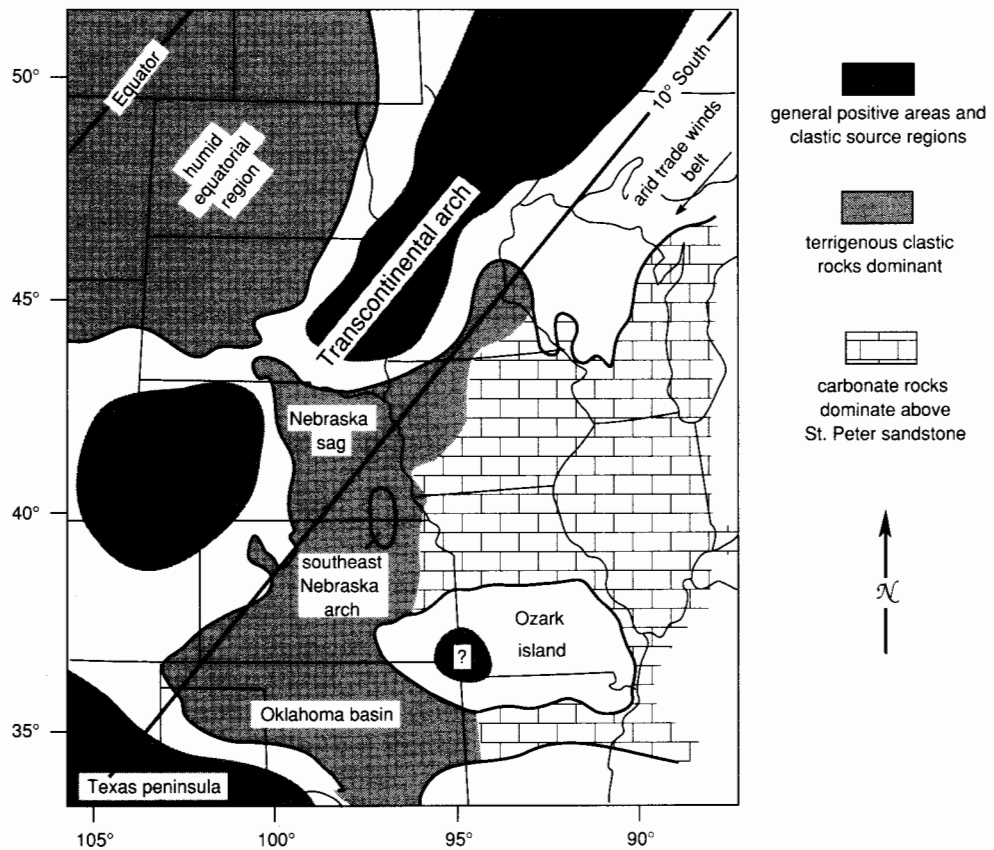 50°
45°
40°
35°
105°
100°
95°
90°
Equator
humid
equatorial
region
Transcontinental arch
10° South
arid trade winds
belt
Nebraska
sag
southeast
Nebraska
arch
Ozark
island
?
Oklahoma basin
Texas peninsula
general positive areas and
clastic source regions
terrigenous clastic
rocks dominant
carbonate rocks
dominate above
St. Peter sandstone
N